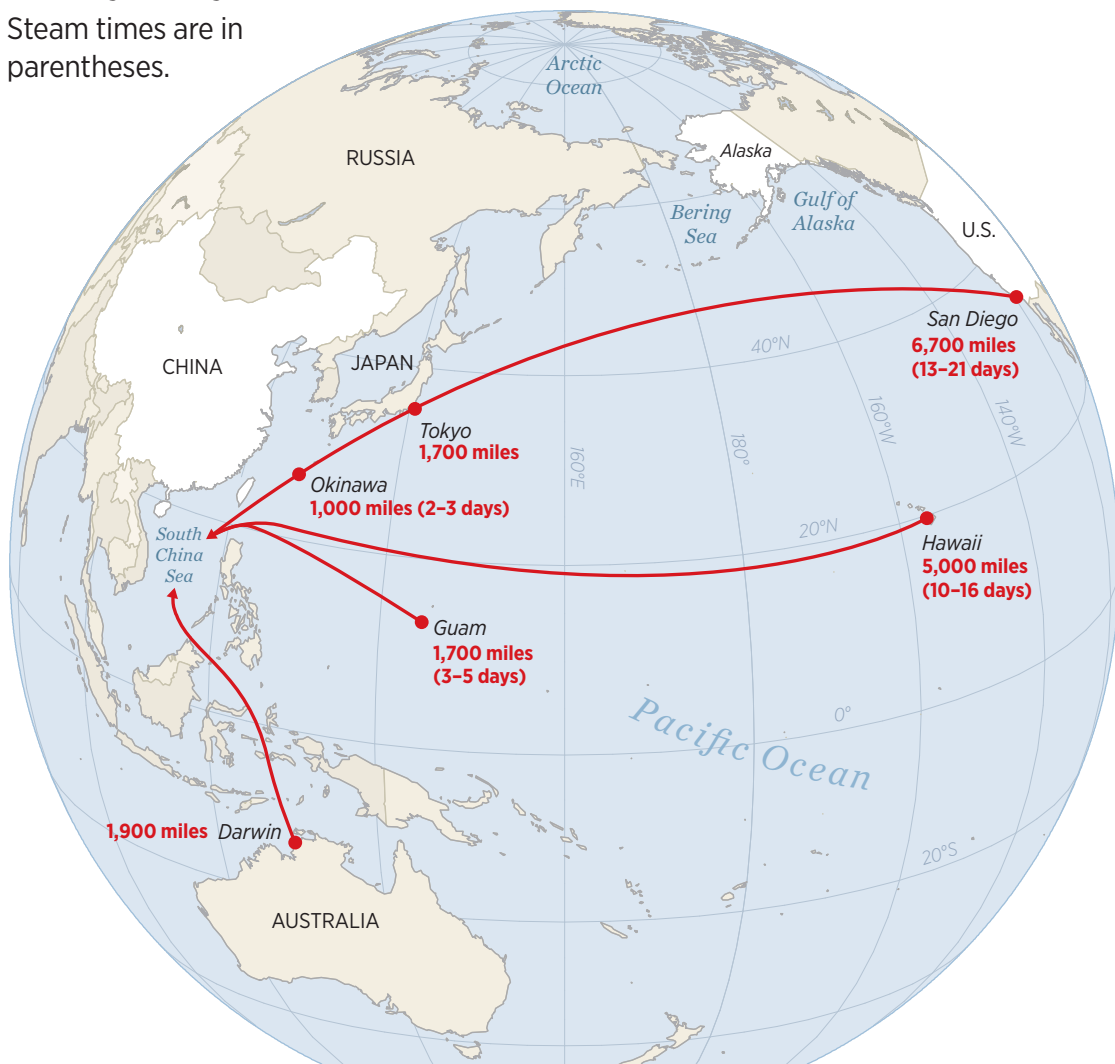 Steam times are in
parentheses.
Arctic
Ocean
RUSSIA
Alaska
Bering
Sea
Gulf of
Alaska
U.S.
San Diego
6,700 miles
(13–21 days)
40°N
CHINA
JAPAN
Tokyo
1,700 miles
160°E
180°
160°W
140°W
Okinawa
1,000 miles (2–3 days)
South
China
Sea
20°N
Hawaii
5,000 miles
(10–16 days)
Guam
1,700 miles
(3–5 days)
Pacific Ocean
0°
1,900 miles Darwin
20°S
AUSTRALIA